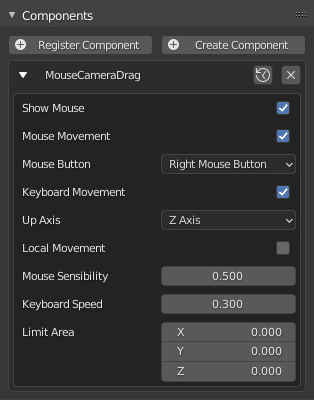 Components
Register Component
Create Component
MouseCameraDrag
Show Mouse
Mouse Movement
Mouse Button Right Mouse Button
Keyboard Movement
Up Axis Z Axis
Local Movement
Mouse Sensibility 0.500
Keyboard Speed 0.300
Limit Area X 0.000
Y 0.000
Z 0.000